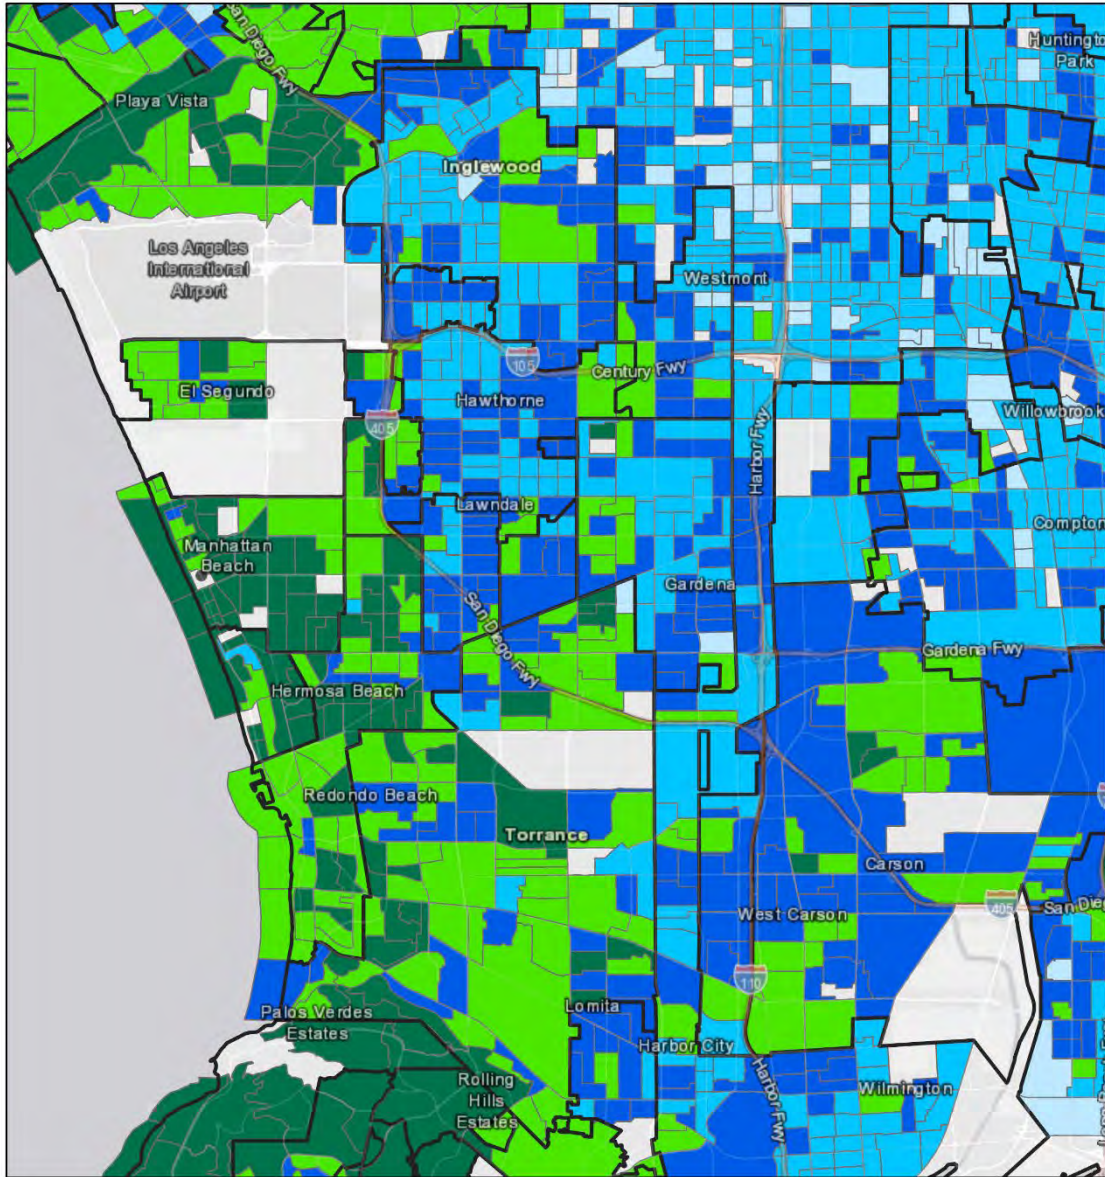 San Diego Fwy
Huntington
Park
Playa Vista
Inglewood
Los Angeles
International
Airport
Westmont
105
Century Fwy
El Segundo
Hawthorne
405
Harbor Fwy
Willowbrook
Lawndale
Compton
Manhattan
Beach
Gardena
San Diego Fwy
Gardena Fwy
Hermosa Beach
Redondo Beach
Torrance
Carson
405
San Dieg
West Carson
110
Palos Verdes
Estates
Lomita
Harbor City
Rolling
Hills
Estates
Harbor Fwy
Wilmington